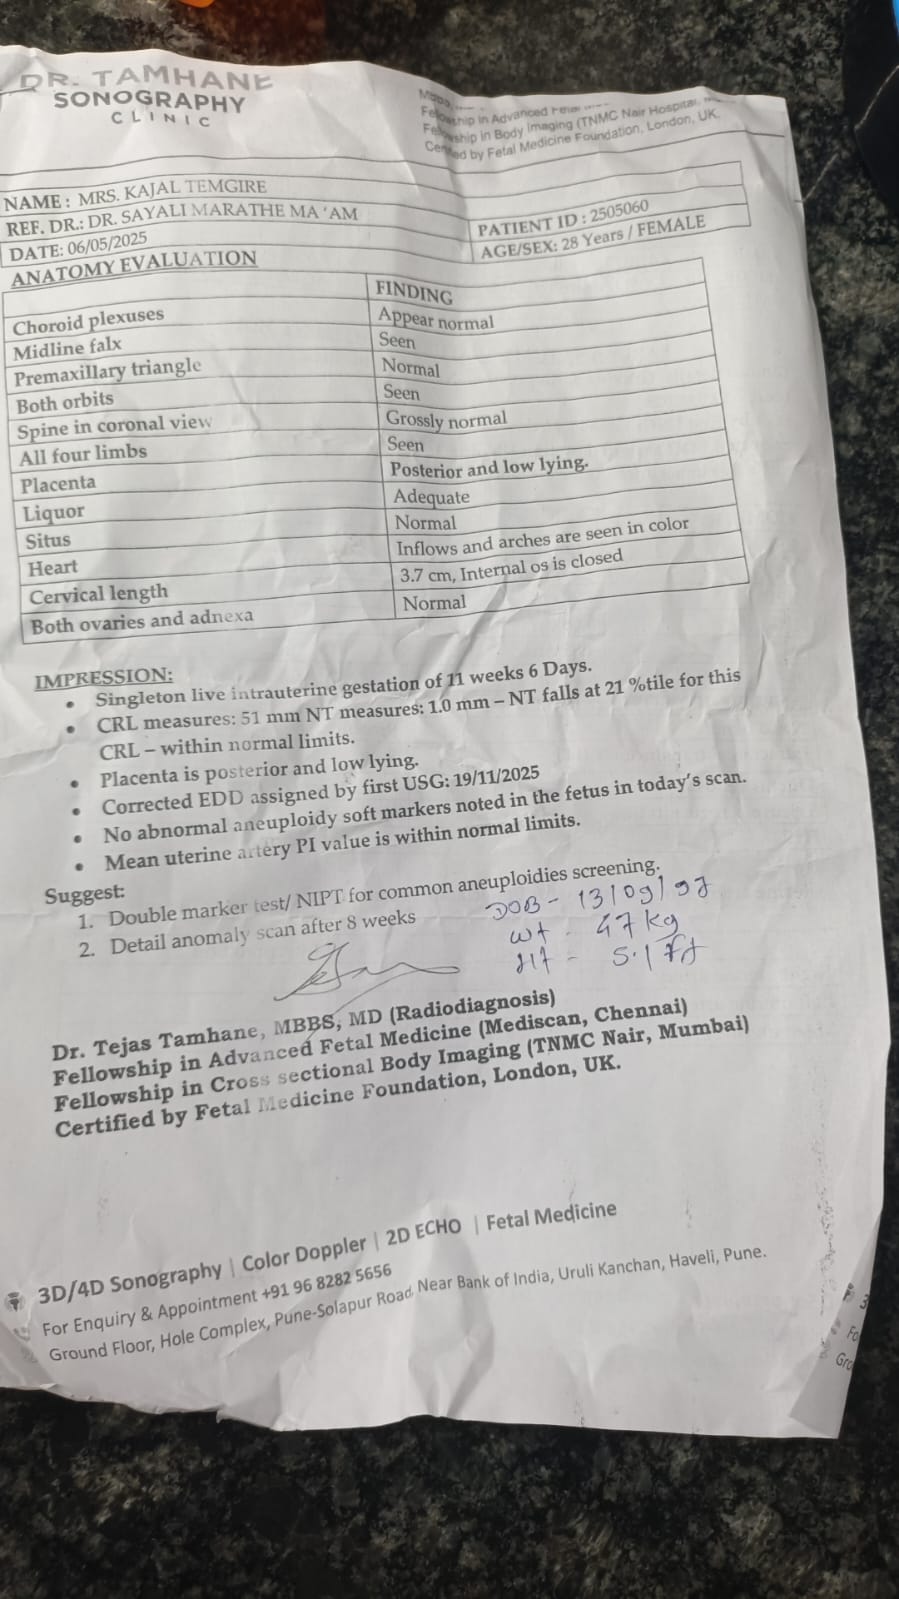 DR. TAMHANE
SONOGRAPHY
CLINIC
Fellowship in Advanced
Fellowship in Body Imaging (TNMC Nair Hospital,
Certified by Fetal Medicine Foundation, London, UK.
NAME : MRS. KAJAL TEMGIRE
REF. DR.: DR. SAYALI MARATHE MA 'AM
PATIENT ID : 2505060
DATE: 06/05/2025
AGE/SEX: 28 Years / FEMALE
ANATOMY EVALUATION
FINDING
Choroid plexuses Appear normal
Midline falx Seen
Premaxillary triangle Normal
Both orbits Seen
Spine in coronal view Grossly normal
All four limbs Seen
Placenta Posterior and low lying.
Liquor Adequate
Situs Normal
Heart Inflows and arches are seen in color
Cervical length 3.7 cm, Internal os is closed
Both ovaries and adnexa Normal
IMPRESSION:
• Singleton live intrauterine gestation of 11 weeks 6 Days.
• CRL measures: 51 mm NT measures: 1.0 mm – NT falls at 21 %tile for this
CRL – within normal limits.
• Placenta is posterior and low lying.
• Corrected EDD assigned by first USG: 19/11/2025
• No abnormal aneuploidy soft markers noted in the fetus in today's scan.
• Mean uterine artery PI value is within normal limits.
Suggest:
1. Double marker test/ NIPT for common aneuploidies screening.
2. Detail anomaly scan after 8 weeks
DOB - 13/09/97
wt - 47 kg
HT - 5.1 ft
Dr. Tejas Tamhane, MBBS, MD (Radiodiagnosis)
Fellowship in Advanced Fetal Medicine (Mediscan, Chennai)
Fellowship in Cross sectional Body Imaging (TNMC Nair, Mumbai)
Certified by Fetal Medicine Foundation, London, UK.
3D/4D Sonography | Color Doppler | 2D ECHO | Fetal Medicine
For Enquiry & Appointment +91 96 8282 5656
Ground Floor, Hole Complex, Pune-Solapur Road, Near Bank of India, Uruli Kanchan, Haveli, Pune.
3
Fo
Gro